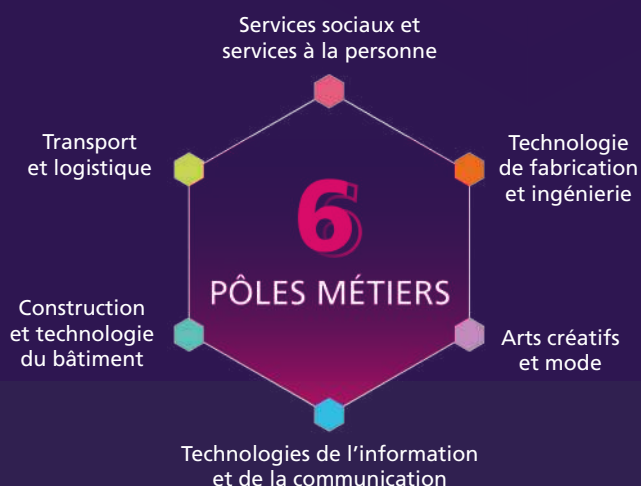 Services sociaux et
services à la personne
Transport
et logistique
Technologie
de fabrication
et ingénierie
6
PÔLES MÉTIERS
Construction
et technologie
du bâtiment
Arts créatifs
et mode
Technologies de l'information
et de la communication